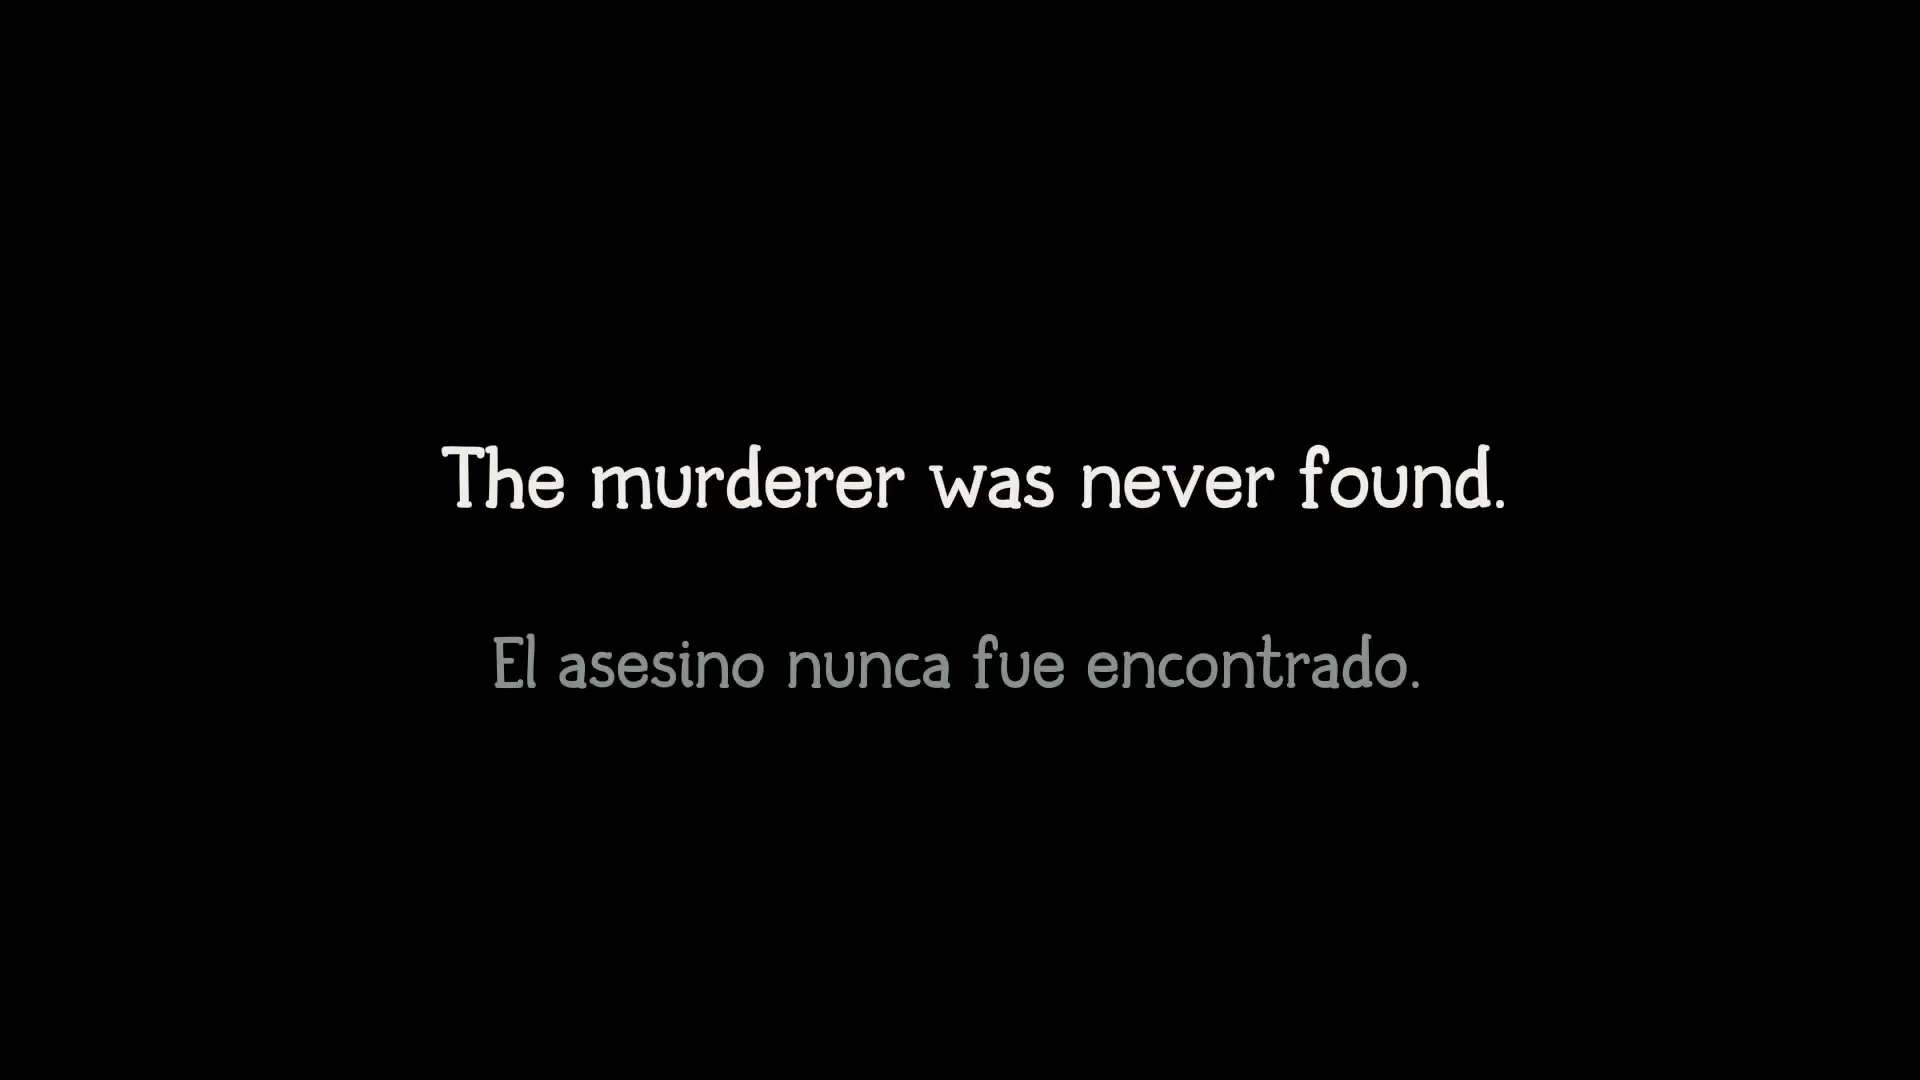 The murderer was never found.
El asesino nunca fue encontrado.